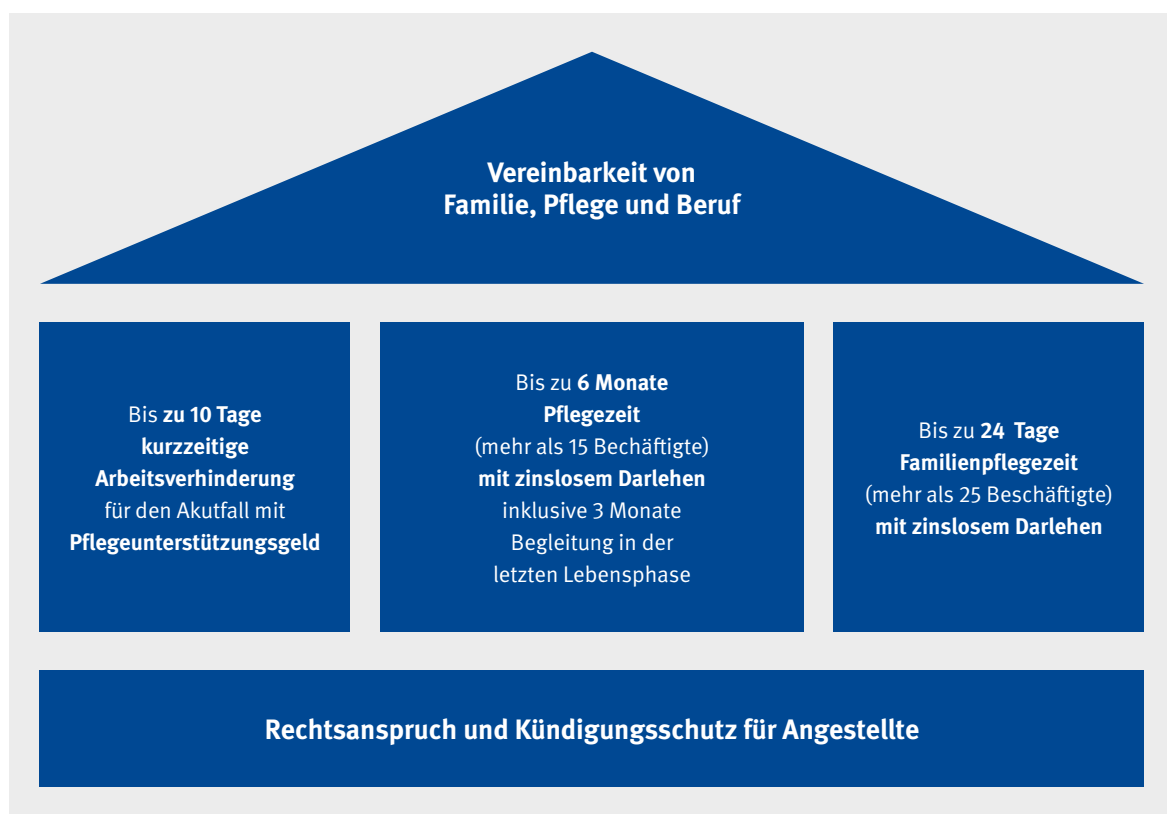 Vereinbarkeit von
Familie, Pflege und Beruf
Bis zu 10 Tage
kurzzeitige
Arbeitsverhinderung
für den Akutfall mit
Pflegeunterstützungsgeld
Bis zu 6 Monate
Pflegezeit
(mehr als 15 Bechäftigte)
mit zinslosem Darlehen
inklusive 3 Monate
Begleitung in der
letzten Lebensphase
Bis zu 24 Tage
Familienpflegezeit
(mehr als 25 Beschäftigte)
mit zinslosem Darlehen
Rechtsanspruch und Kündigungsschutz für Angestellte